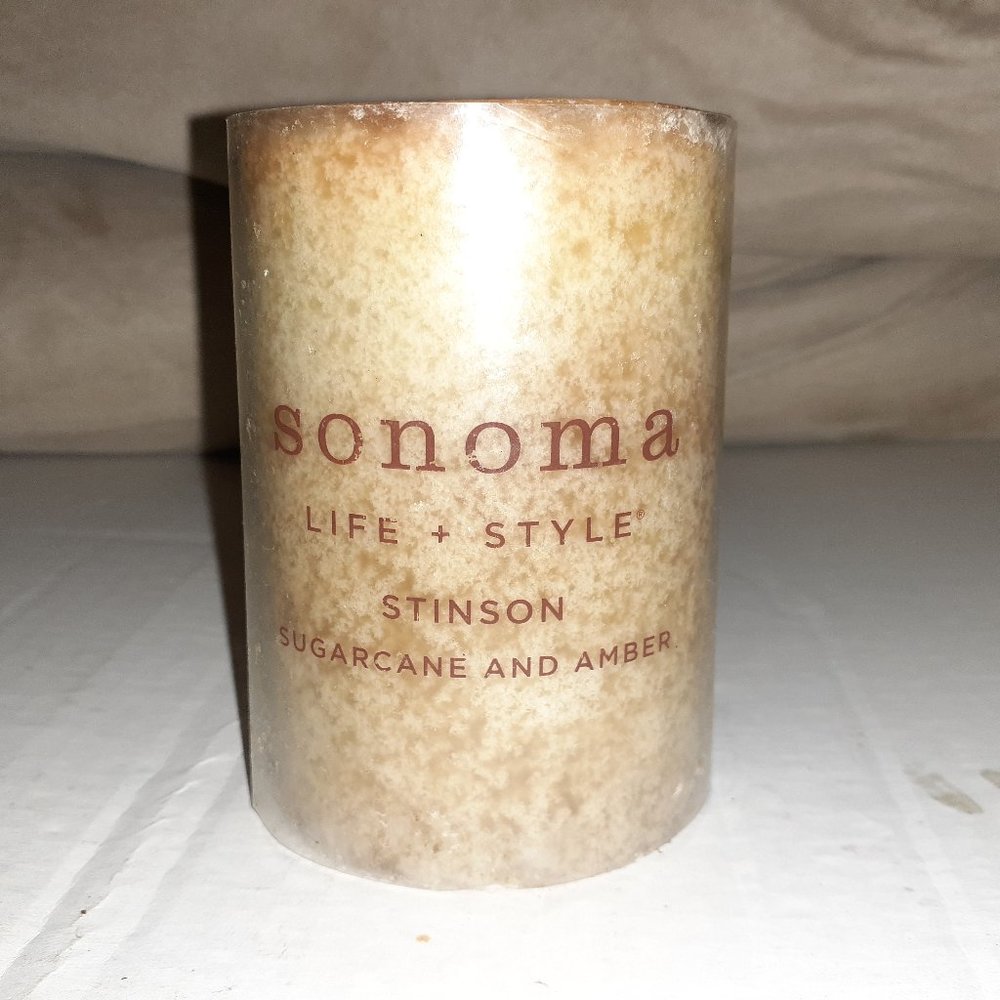 sonoma
LIFE + STYLE®
STINSON
SUGARCANE AND AMBER